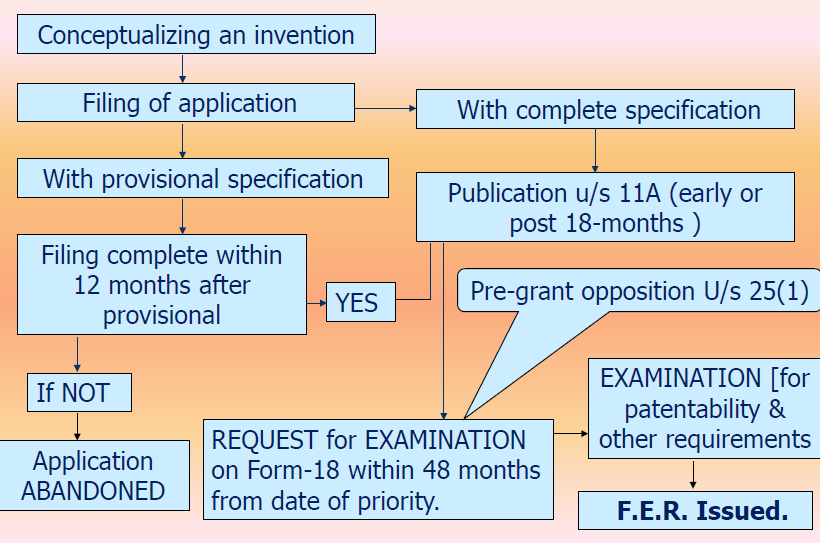 Conceptualizing an invention
Filing of application
With complete specification
With provisional specification
Publication u/s 11A (early or
post 18-months )
Filing complete within
12 months after
provisional
YES
Pre-grant opposition U/s 25(1)
If NOT
EXAMINATION [for
patentability &
other requirements
REQUEST for EXAMINATION
on Form-18 within 48 months
from date of priority.
Application
ABANDONED
F.E.R. Issued.